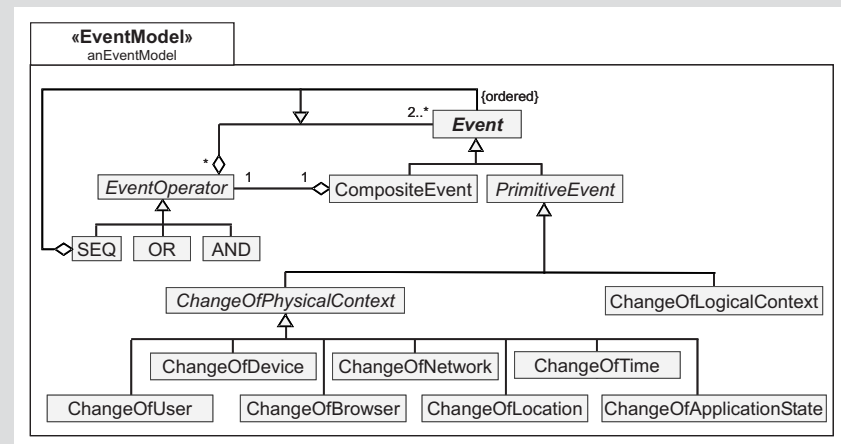 «EventModel»
anEventModel
{ordered}
2..*
Event
*
EventOperator
1
1
CompositeEvent
PrimitiveEvent
SEQ
OR
AND
ChangeOfPhysicalContext
ChangeOfLogicalContext
ChangeOfDevice
ChangeOfNetwork
ChangeOfTime
ChangeOfUser
ChangeOfBrowser
ChangeOfLocation
ChangeOfApplicationState